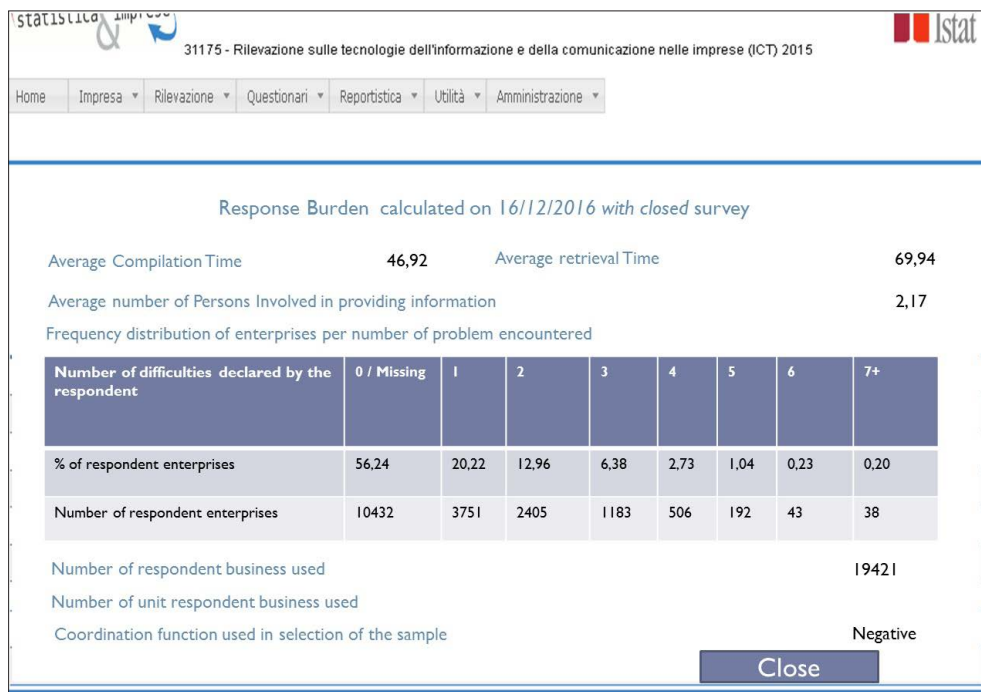 statistica & imprese
Istat
31175 - Rilevazione sulle tecnologie dell'informazione e della comunicazione nelle imprese (ICT) 2015
Home Impresa Rilevazione Questionari Reportistica Utilità Amministrazione
Response Burden calculated on 16/12/2016 with closed survey
Average Compilation Time 46,92 Average retrieval Time 69,94
Average number of Persons Involved in providing information 2,17
Frequency distribution of enterprises per number of problem encountered
Number of difficulties declared by the 0 / Missing 1 2 3 4 5 6 7+
respondent
% of respondent enterprises 56,24 20,22 12,96 6,38 2,73 1,04 0,23 0,20
Number of respondent enterprises 10432 3751 2405 1183 506 192 43 38
Number of respondent business used 19421
Number of unit respondent business used
Coordination function used in selection of the sample Negative
Close